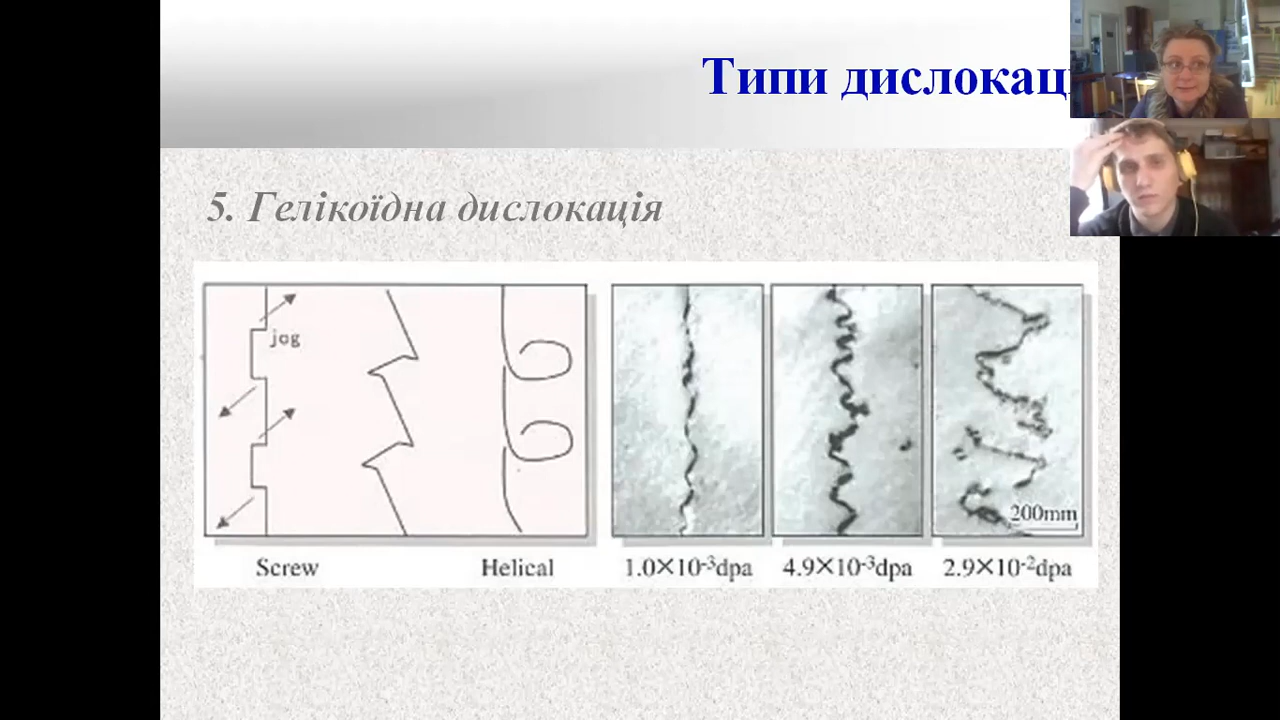 Типи дислокаці
5. Гелікоїдна дислокація
jog
200mm
Screw Helical 1.0×10⁻³dpa 4.9×10⁻³dpa 2.9×10⁻²dpa